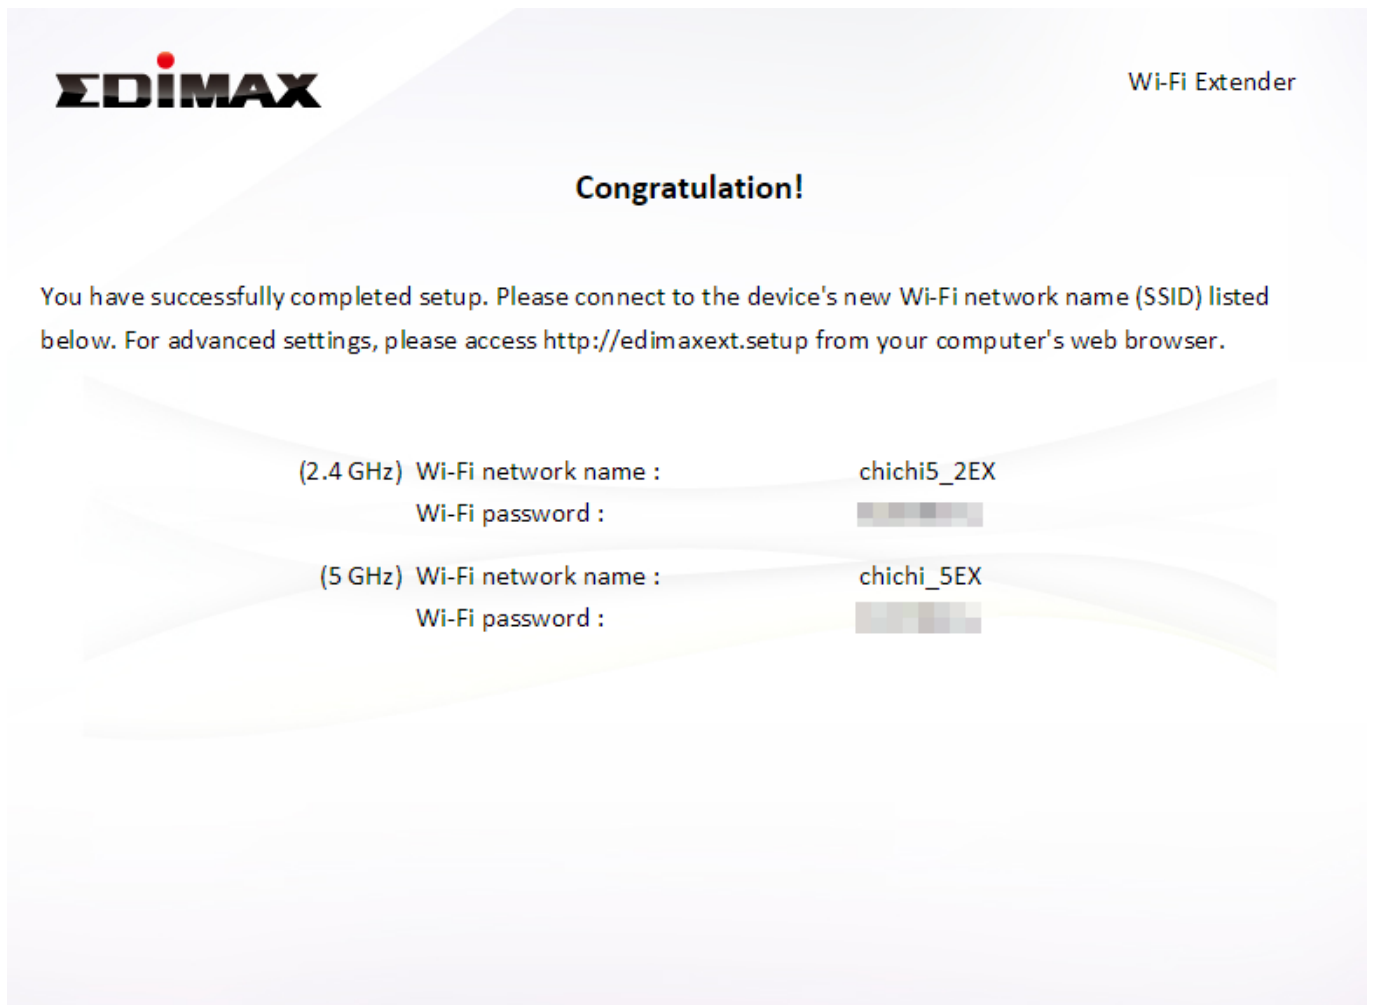 EDIMAX
Wi-Fi Extender
Congratulation!
You have successfully completed setup. Please connect to the device's new Wi-Fi network name (SSID) listed
below. For advanced settings, please access http://edimaxext.setup from your computer's web browser.
(2.4 GHz) Wi-Fi network name : chichi5_2EX
Wi-Fi password :
(5 GHz) Wi-Fi network name : chichi_5EX
Wi-Fi password :